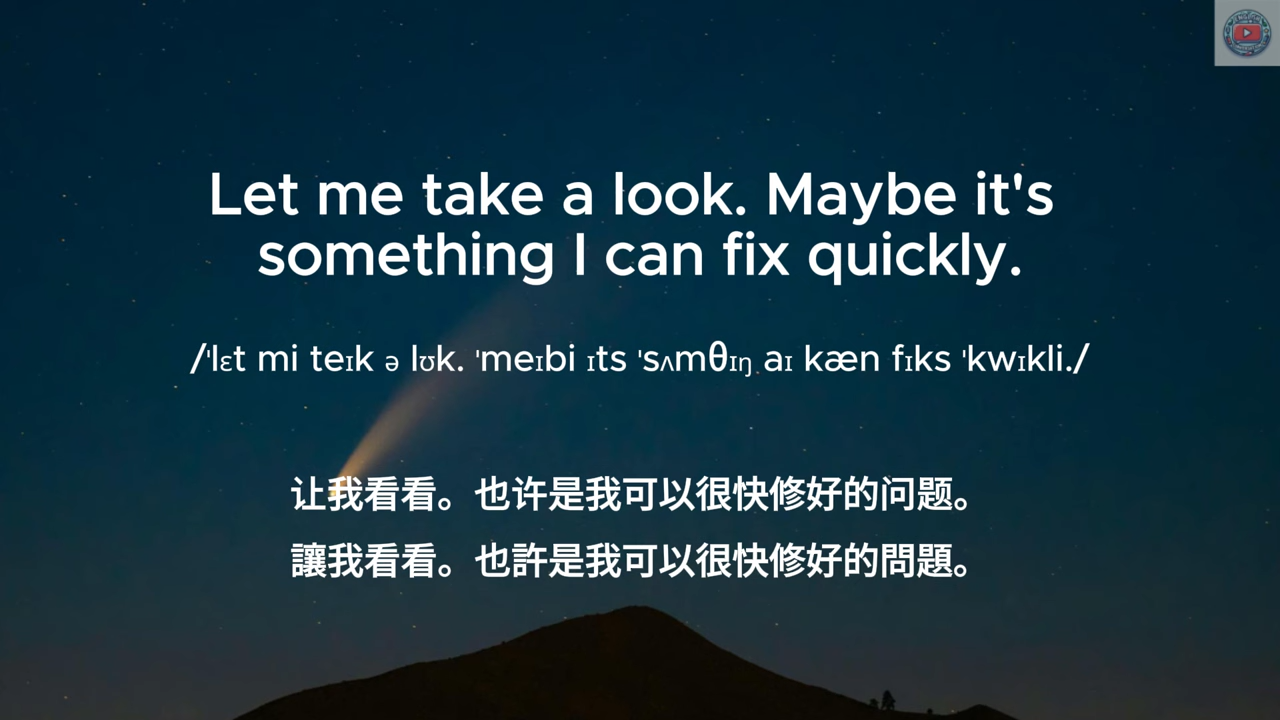 Let me take a look. Maybe it's
something I can fix quickly.
/ˈlɛt mi teɪk ə lʊk. ˈmeɪbi ɪts ˈsʌmθɪŋ aɪ kæn fɪks ˈkwɪkli./
让我看看。也许是我可以很快修好的问题。
讓我看看。也許是我可以很快修好的問題。